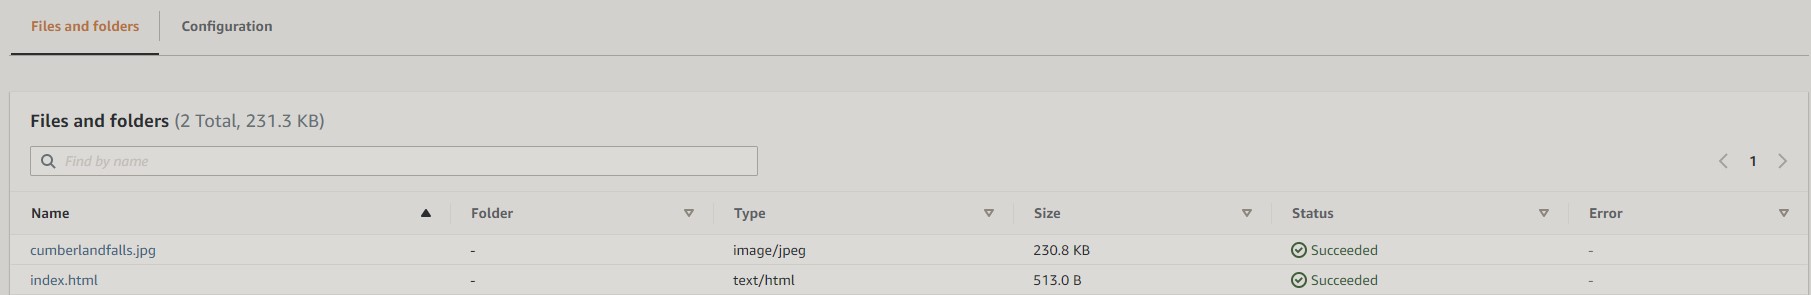 Files and folders Configuration
Files and folders (2 Total, 231.3 KB)
Find by name 1
Name Folder Type Size Status Error
cumberlandfalls.jpg - image/jpeg 230.8 KB Succeeded -
index.html - text/html 513.0 B Succeeded -